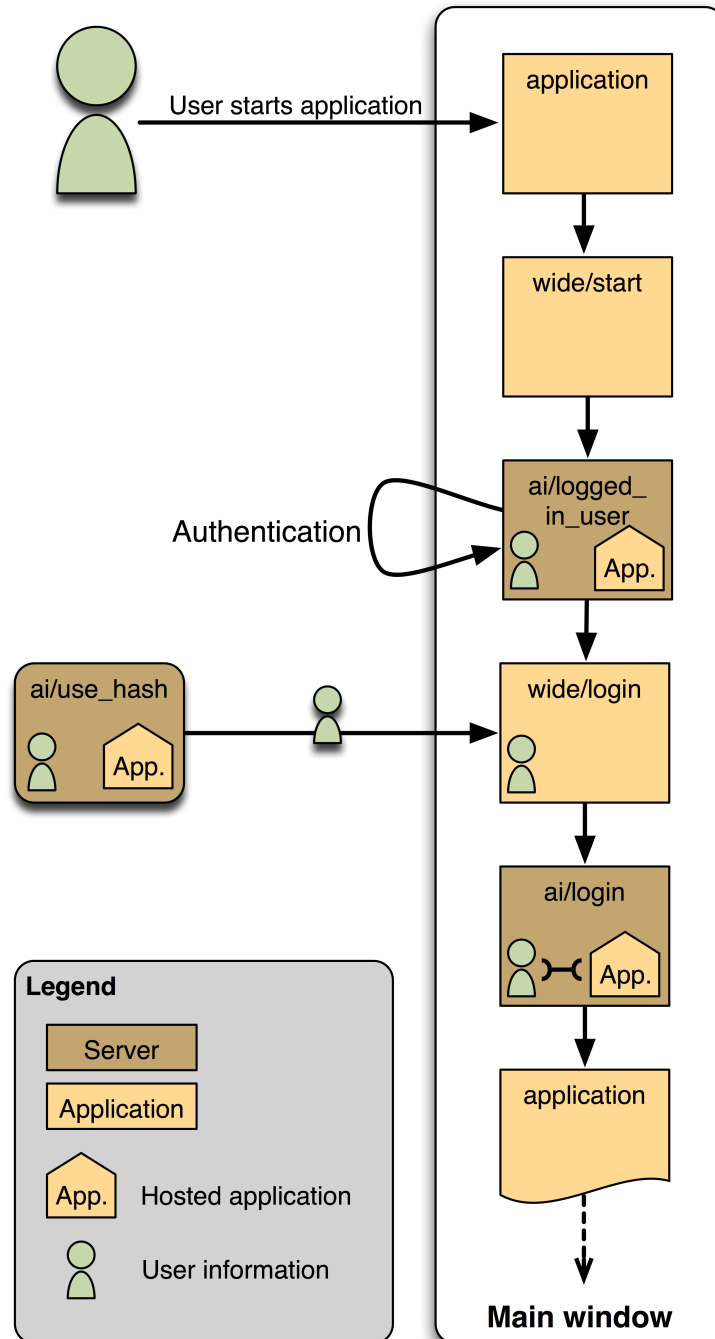 User starts application
application
wide/start
ai/logged_
in_user
App.
Authentication
ai/use_hash
App.
wide/login
ai/login
App.
application
Main window
Legend
Server
Application
App.
Hosted application
User information